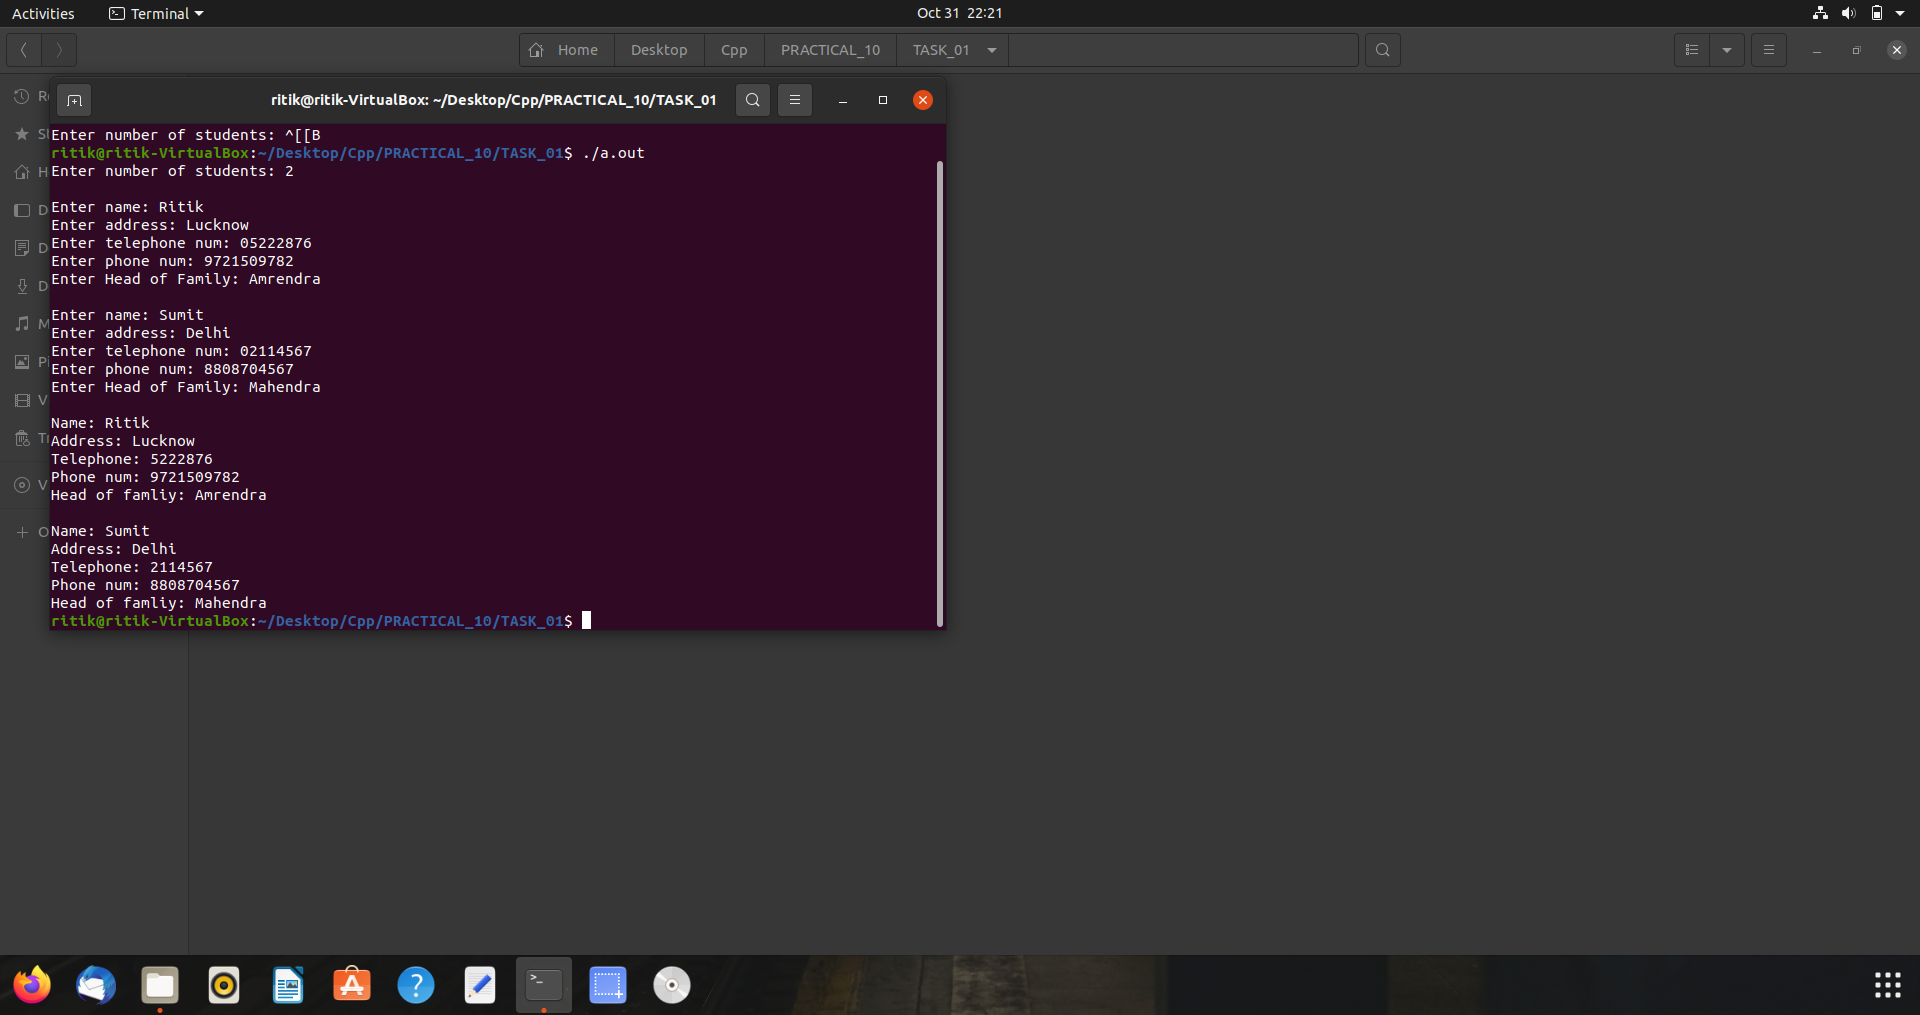 Activities
Terminal
Oct 31 22:21
Home
Desktop
Cpp
PRACTICAL_10
TASK_01
ritik@ritik-VirtualBox: ~/Desktop/Cpp/PRACTICAL_10/TASK_01
Enter number of students: ^[[B
ritik@ritik-VirtualBox:~/Desktop/Cpp/PRACTICAL_10/TASK_01$ ./a.out
Enter number of students: 2
Enter name: Ritik
Enter address: Lucknow
Enter telephone num: 05222876
Enter phone num: 9721509782
Enter Head of Family: Amrendra
Enter name: Sumit
Enter address: Delhi
Enter telephone num: 02114567
Enter phone num: 8808704567
Enter Head of Family: Mahendra
Name: Ritik
Address: Lucknow
Telephone: 5222876
Phone num: 9721509782
Head of famliy: Amrendra
Name: Sumit
Address: Delhi
Telephone: 2114567
Phone num: 8808704567
Head of famliy: Mahendra
ritik@ritik-VirtualBox:~/Desktop/Cpp/PRACTICAL_10/TASK_01$